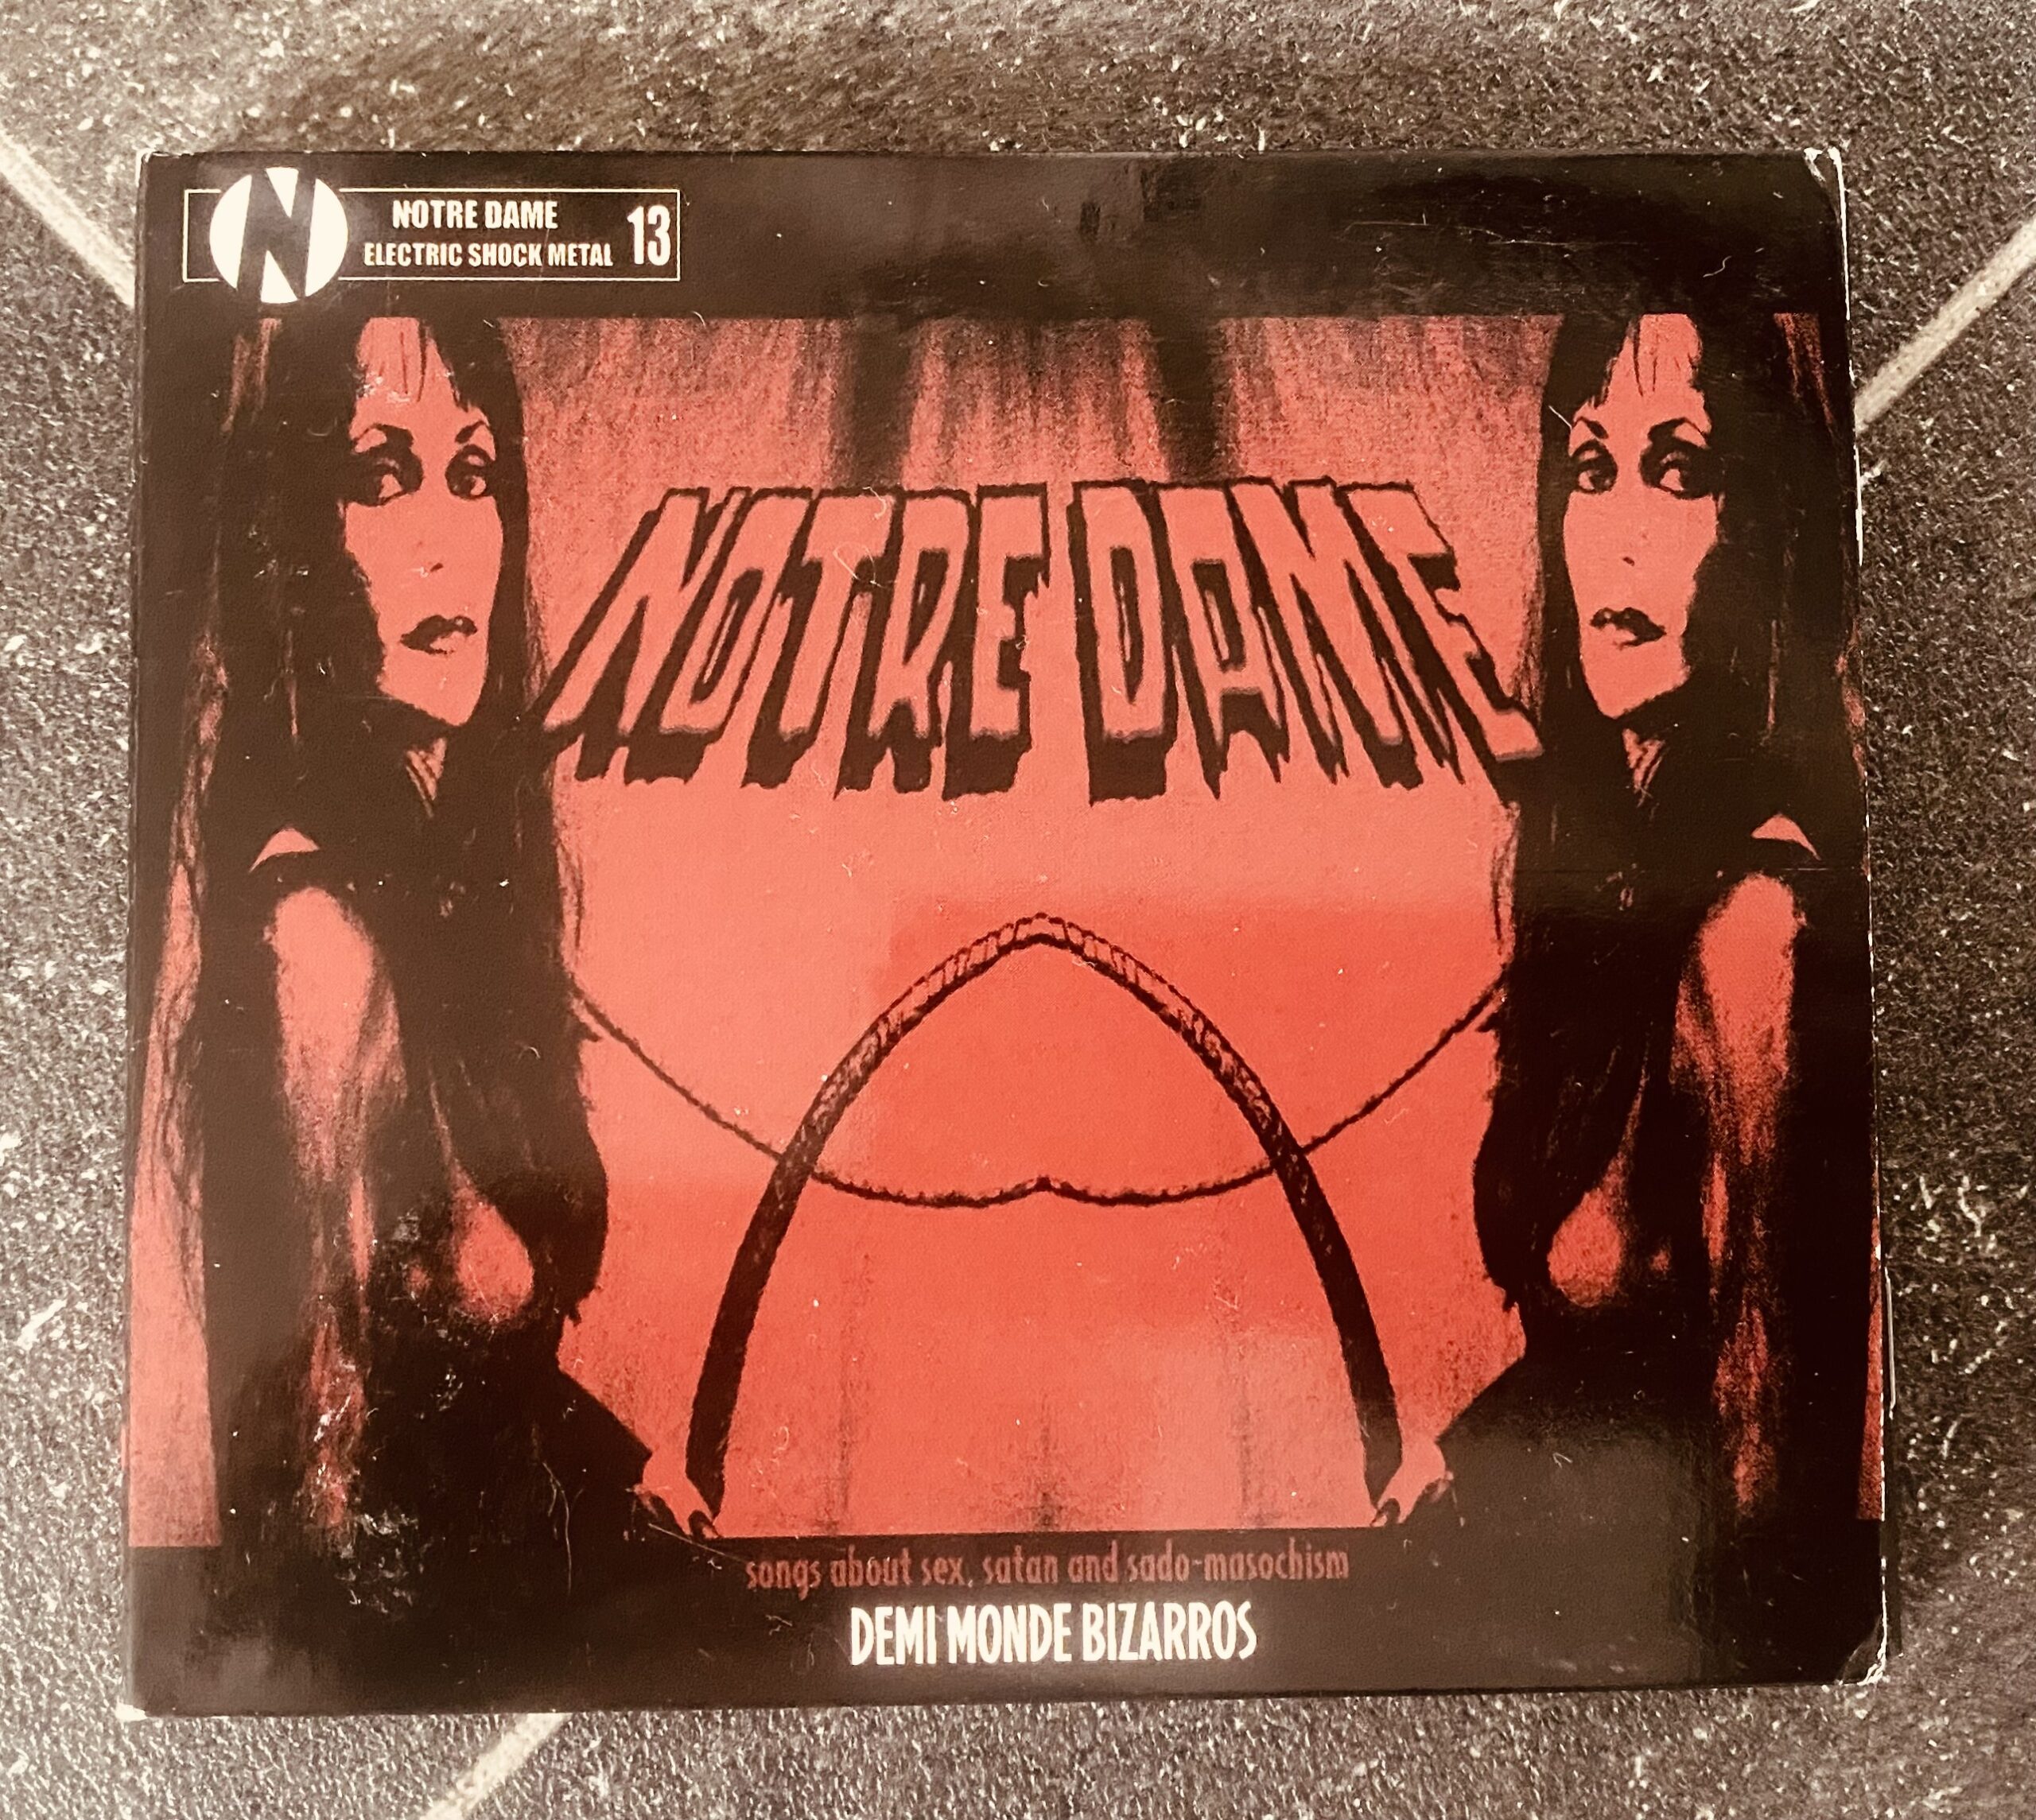 N
NOTRE DAME
ELECTRIC SHOCK METAL
13
NOTRE DAME
songs about sex, satan and sado-masochism
DEMI MONDE BIZARROS